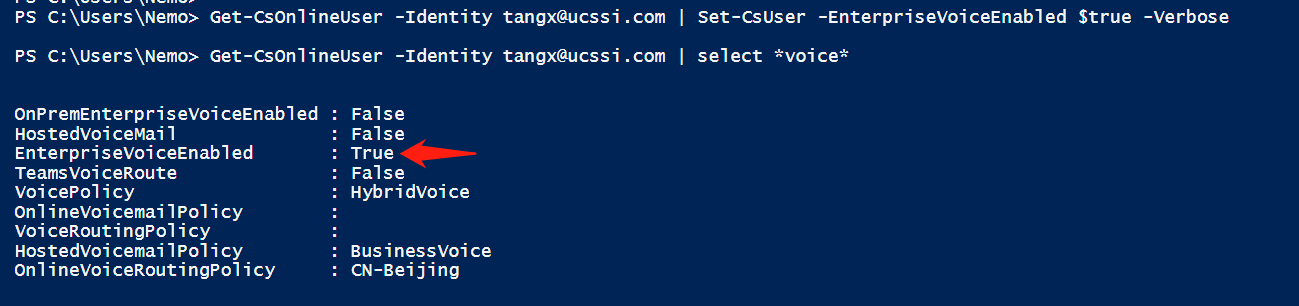 PS C:\Users\Nemo> Get-CsOnlineUser -Identity tangx@ucssi.com | Set-CsUser -EnterpriseVoiceEnabled $true -Verbose
PS C:\Users\Nemo> Get-CsOnlineUser -Identity tangx@ucssi.com | select *voice*
OnPremEnterpriseVoiceEnabled : False
HostedVoiceMail : False
EnterpriseVoiceEnabled : True
TeamsVoiceRoute : False
VoicePolicy : HybridVoice
OnlineVoicemailPolicy :
VoiceRoutingPolicy :
HostedVoicemailPolicy : BusinessVoice
OnlineVoiceRoutingPolicy : CN-Beijing